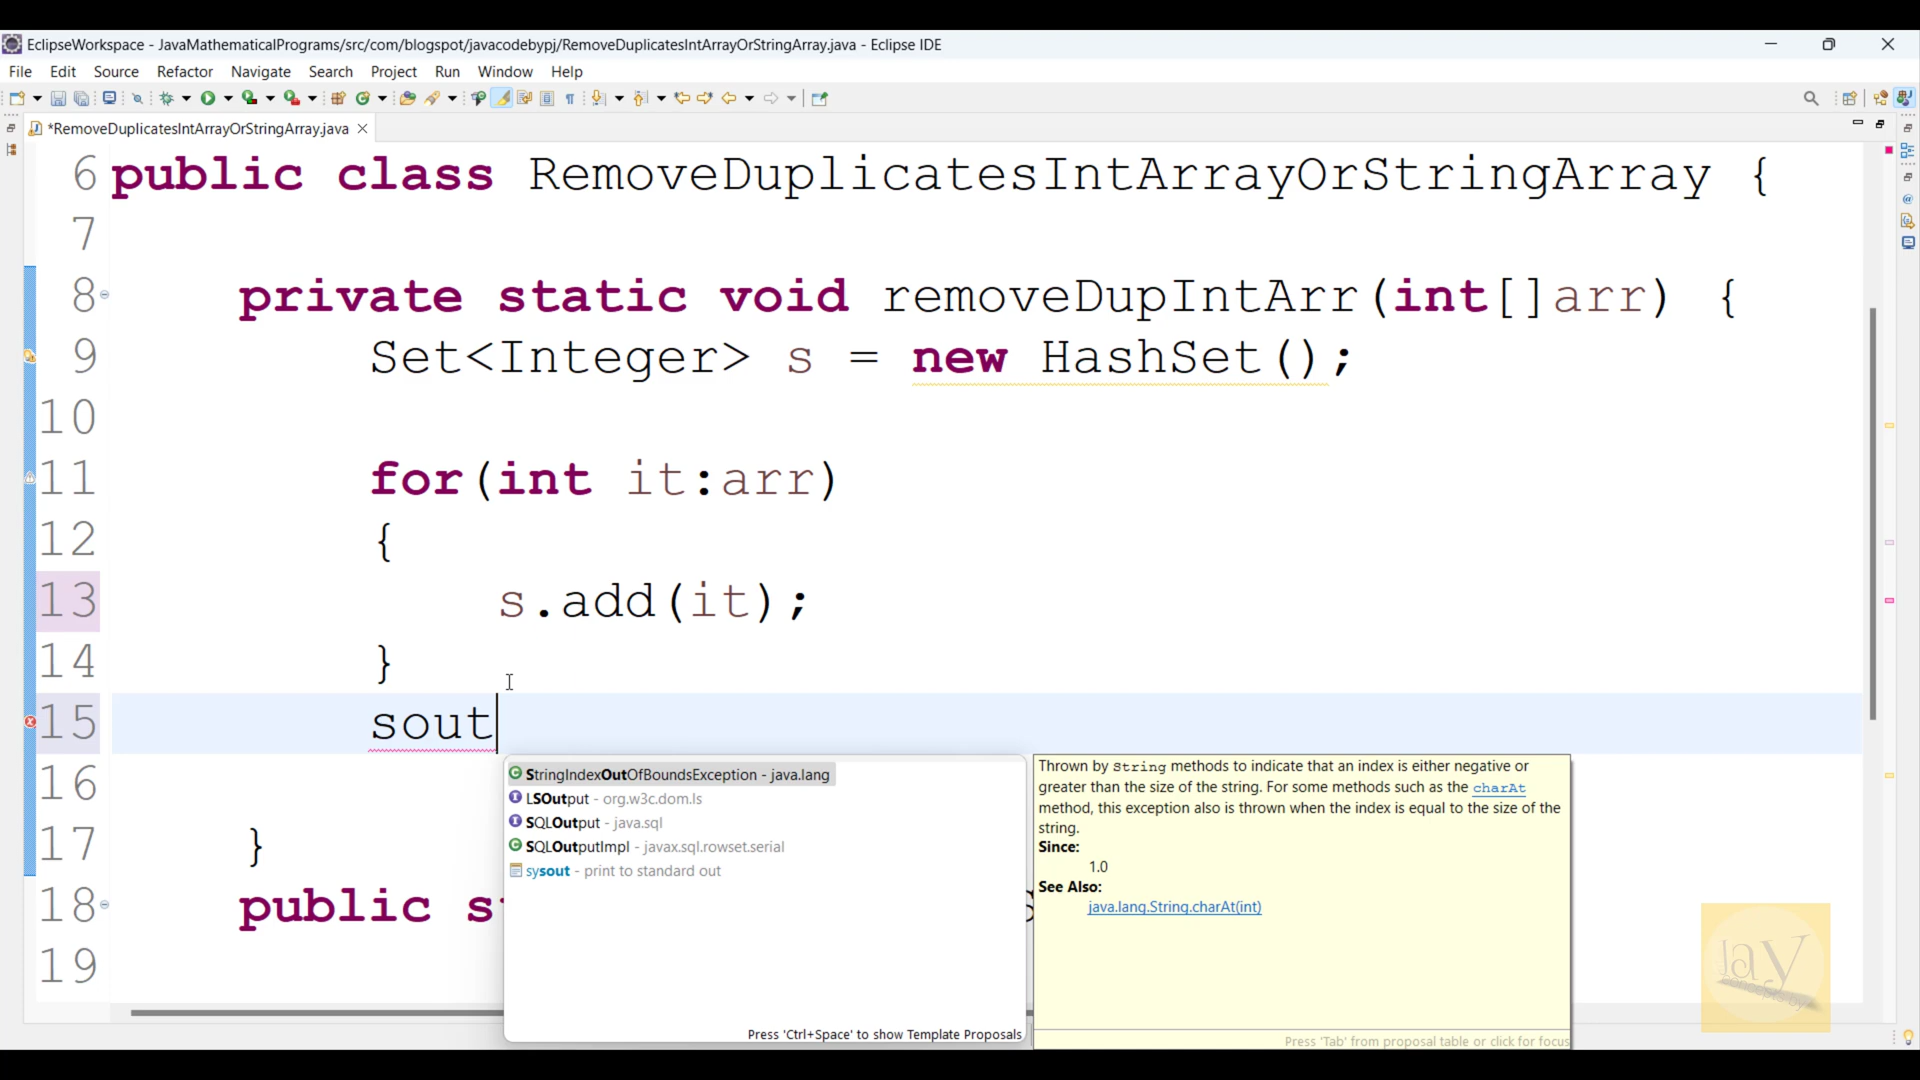 EclipseWorkspace - JavaMathematicalPrograms/src/com/blogspot/javacodebypj/RemoveDuplicatesIntArrayOrStringArray.java - Eclipse IDE
File Edit Source Refactor Navigate Search Project Run Window Help
*RemoveDuplicatesIntArrayOrStringArray.java
6 public class RemoveDuplicatesIntArrayOrStringArray {
7
8 private static void removeDupIntArr(int[]arr) {
9 Set<Integer> s = new HashSet();
10
11 for(int it:arr)
12 {
13 s.add(it);
14 }
15 sout
16
17 }
18 public s
19
StringIndexOutOfBoundsException - java.lang
LSOutput - org.w3c.dom.ls
SQLOutput - java.sql
SQLOutputImpl - javax.sql.rowset.serial
sysout - print to standard out
Press 'Ctrl+Space' to show Template Proposals
Thrown by String methods to indicate that an index is either negative or
greater than the size of the string. For some methods such as the charAt
method, this exception also is thrown when the index is equal to the size of the
string.
Since:
1.0
See Also:
java.lang.String.charAt(int)
Press 'Tab' from proposal table or click for focus
Jay
concepts by